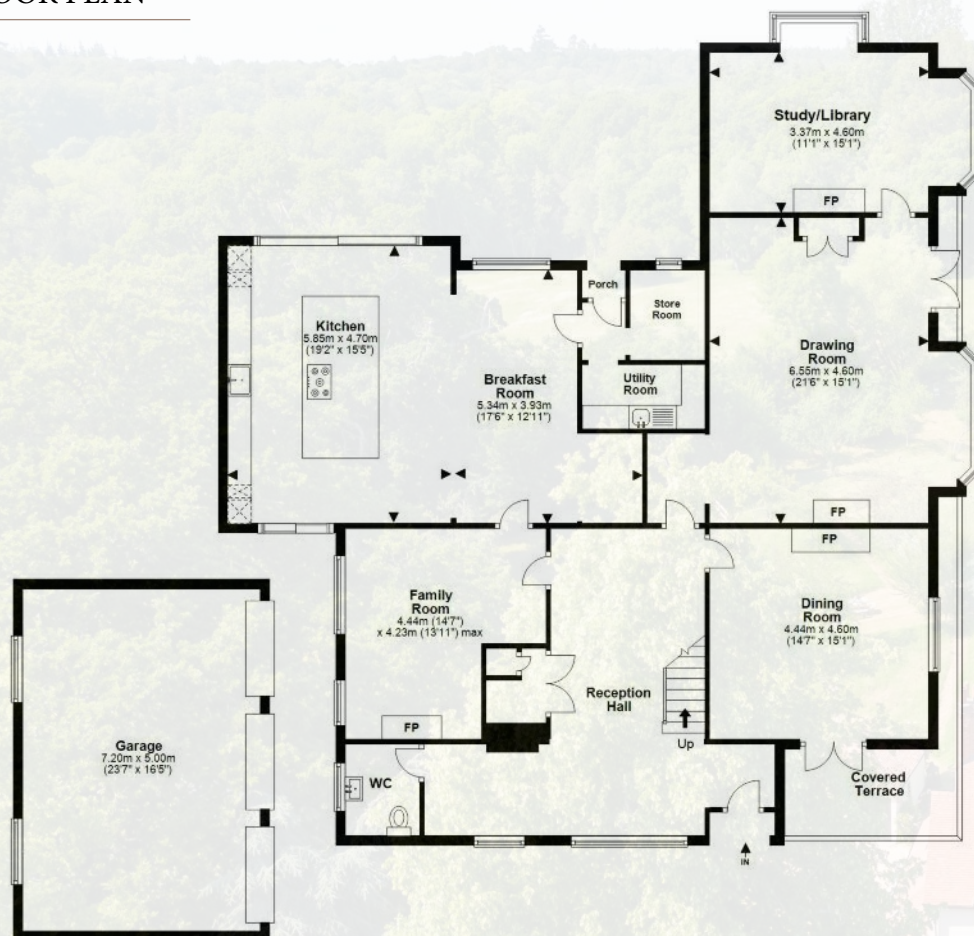 Study/Library
3.37m x 4.60m
(11'1" x 15'1")
FP
Porch
Store
Room
Kitchen
5.85m x 4.70m
(19'2" x 15'5")
Drawing
Room
6.55m x 4.60m
(21'6" x 15'1")
Breakfast
Room
5.34m x 3.93m
(17'6" x 12'11")
Utility
Room
FP
FP
Family
Room
4.44m (14'7")
x 4.23m (13'11") max
Dining
Room
4.44m x 4.60m
(14'7" x 15'1")
Reception
Hall
FP
Up
Garage
7.20m x 5.00m
(23'7" x 16'5")
WC
Covered
Terrace
IN